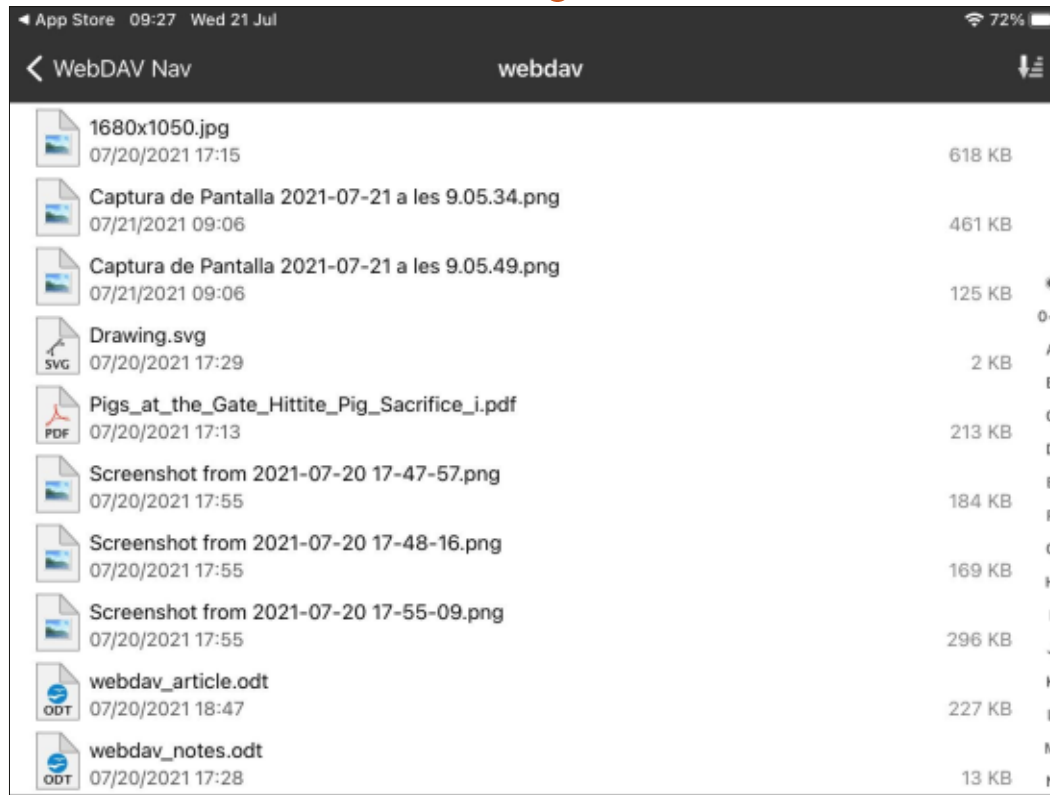 App Store 09:27 Wed 21 Jul 72%
WebDAV Nav webdav
1680x1050.jpg
07/20/2021 17:15 618 KB
Captura de Pantalla 2021-07-21 a les 9.05.34.png
07/21/2021 09:06 461 KB
Captura de Pantalla 2021-07-21 a les 9.05.49.png
07/21/2021 09:06 125 KB
Drawing.svg
SVG 07/20/2021 17:29 2 KB
Pigs_at_the_Gate_Hittite_Pig_Sacrifice_i.pdf
PDF 07/20/2021 17:13 213 KB
Screenshot from 2021-07-20 17-47-57.png
07/20/2021 17:55 184 KB
Screenshot from 2021-07-20 17-48-16.png
07/20/2021 17:55 169 KB
Screenshot from 2021-07-20 17-55-09.png
07/20/2021 17:55 296 KB
webdav_article.odt
ODT 07/20/2021 18:47 227 KB
webdav_notes.odt
ODT 07/20/2021 17:28 13 KB